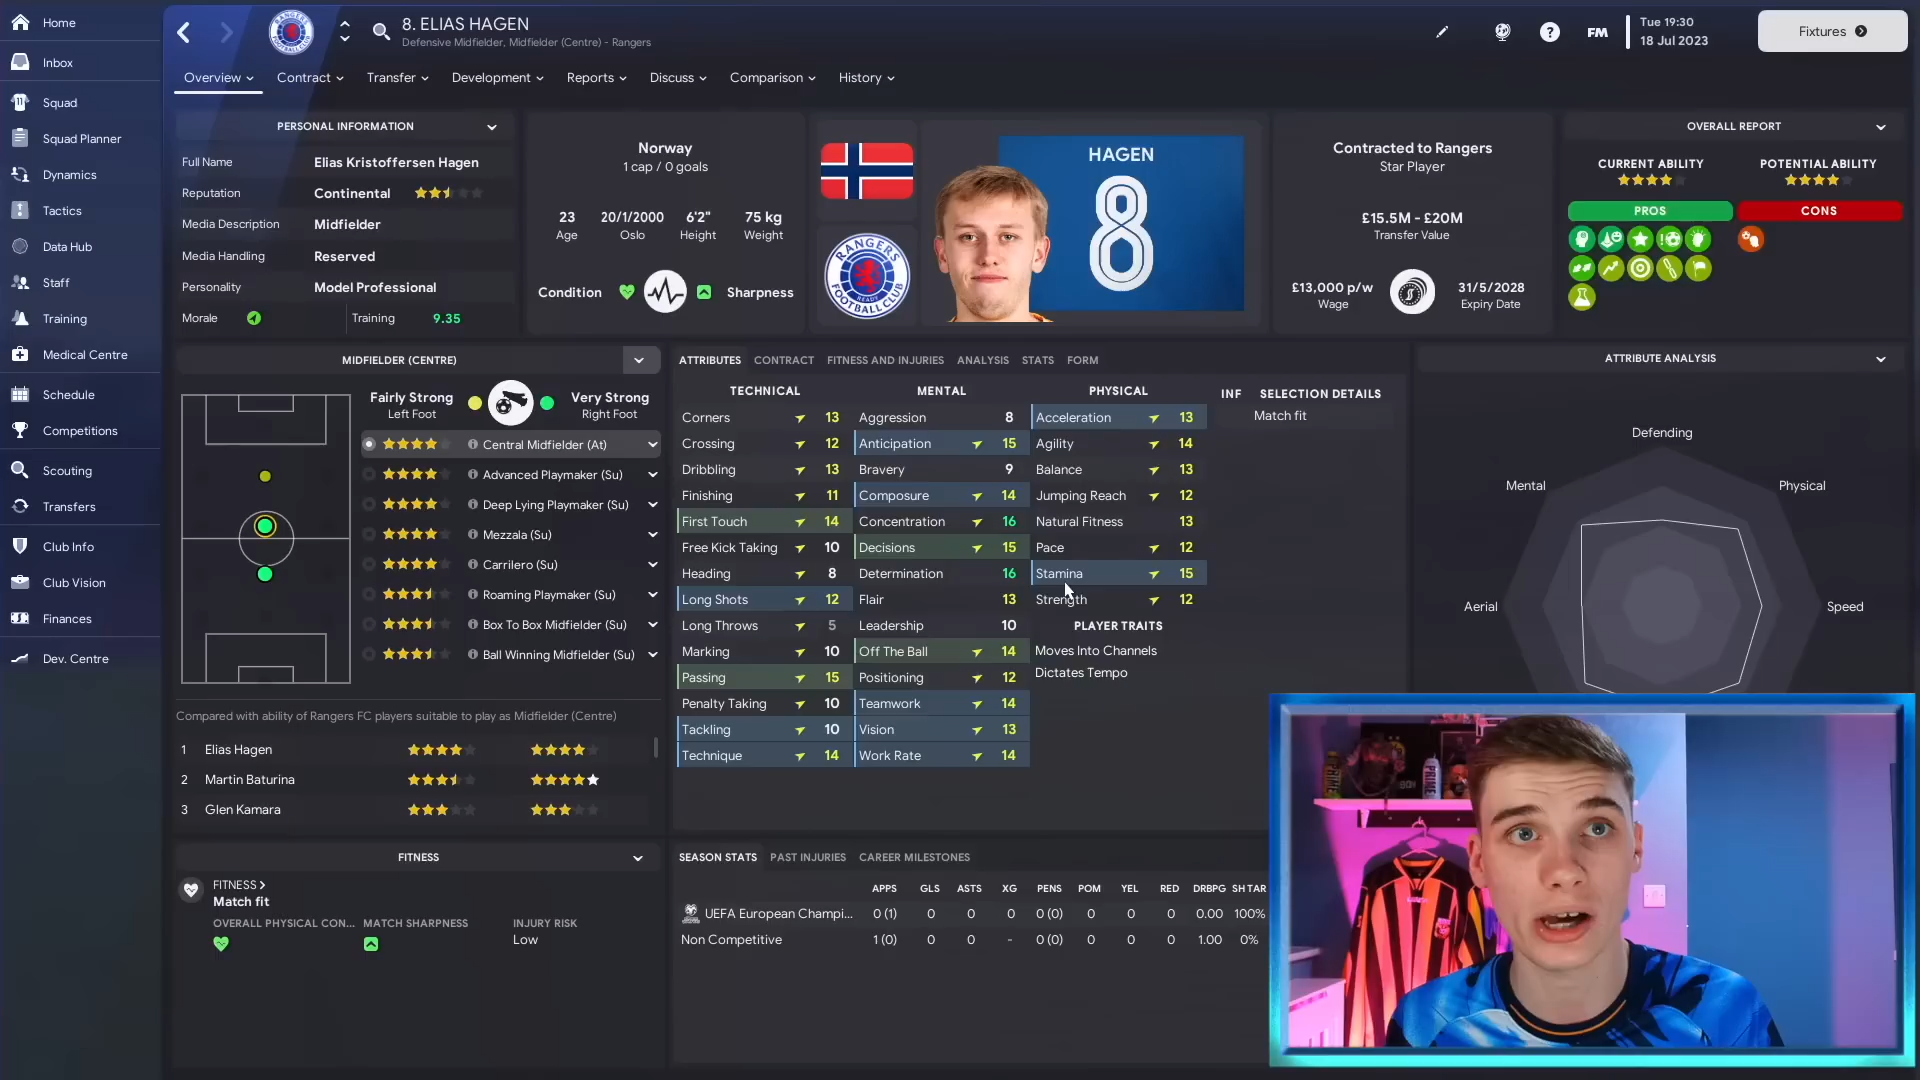 Home
Inbox
Squad
Squad Planner
Dynamics
Tactics
Data Hub
Staff
Training
Medical Centre
Schedule
Competitions
Scouting
Transfers
Club Info
Club Vision
Finances
Dev. Centre
8. ELIAS HAGEN
Defensive Midfielder, Midfielder (Centre) - Rangers
FM
Tue 19:30
18 Jul 2023
Fixtures
Overview Contract Transfer Development Reports Discuss Comparison History
PERSONAL INFORMATION
Full Name Elias Kristoffersen Hagen
Reputation Continental
Media Description Midfielder
Media Handling Reserved
Personality Model Professional
Morale Training 9.35
Norway
1 cap / 0 goals
23 20/1/2000 6'2" 75 kg
Age Oslo Height Weight
Condition Sharpness
RANGERS
FOOTBALL CLUB
READY
HAGEN
8
Contracted to Rangers
Star Player
£15.5M - £20M
Transfer Value
£13,000 p/w 31/5/2028
Wage Expiry Date
OVERALL REPORT
CURRENT ABILITY POTENTIAL ABILITY
PROS CONS
MIDFIELDER (CENTRE)
Fairly Strong Very Strong
Left Foot Right Foot
Central Midfielder (At)
Advanced Playmaker (Su)
Deep Lying Playmaker (Su)
Mezzala (Su)
Carrilero (Su)
Roaming Playmaker (Su)
Box To Box Midfielder (Su)
Ball Winning Midfielder (Su)
Compared with ability of Rangers FC players suitable to play as Midfielder (Centre)
1 Elias Hagen
2 Martin Baturina
3 Glen Kamara
FITNESS
FITNESS
Match fit
OVERALL PHYSICAL CON... MATCH SHARPNESS INJURY RISK
Low
ATTRIBUTES CONTRACT FITNESS AND INJURIES ANALYSIS STATS FORM
TECHNICAL MENTAL PHYSICAL INF SELECTION DETAILS
Corners 13 Aggression 8 Acceleration 13 Match fit
Crossing 12 Anticipation 15 Agility 14
Dribbling 13 Bravery 9 Balance 13
Finishing 11 Composure 14 Jumping Reach 12
First Touch 14 Concentration 16 Natural Fitness 13
Free Kick Taking 10 Decisions 15 Pace 12
Heading 8 Determination 16 Stamina 15
Long Shots 12 Flair 13 Strength 12
Long Throws 5 Leadership 10 PLAYER TRAITS
Marking 10 Off The Ball 14 Moves Into Channels
Passing 15 Positioning 12 Dictates Tempo
Penalty Taking 10 Teamwork 14
Tackling 10 Vision 13
Technique 14 Work Rate 14
ATTRIBUTE ANALYSIS
Defending
Mental Physical
Aerial Speed
SEASON STATS PAST INJURIES CAREER MILESTONES
APPS GLS ASTS XG PENS POM YEL RED DRBPG SH TAR
UEFA European Champi... 0 (1) 0 0 0 0 (0) 0 0 0 0.00 100%
Non Competitive 1 (0) 0 0 - 0 (0) 0 0 0 1.00 0%
PRIME